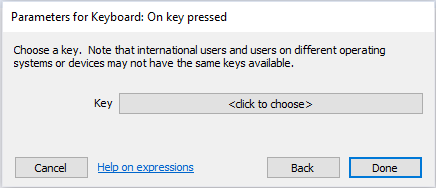 Parameters for Keyboard: On key pressed
Choose a key.  Note that international users and users on different operating
systems or devices may not have the same keys available.
Key <click to choose>
Cancel Help on expressions Back Done